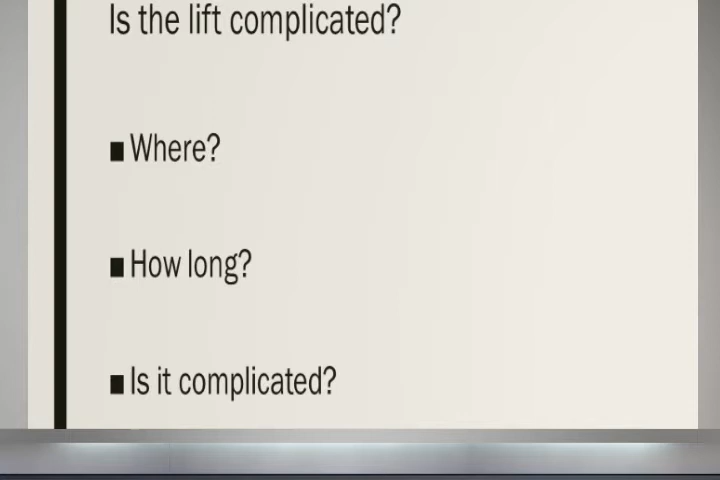 Is the lift complicated?
■ Where?
■ How long?
■ Is it complicated?